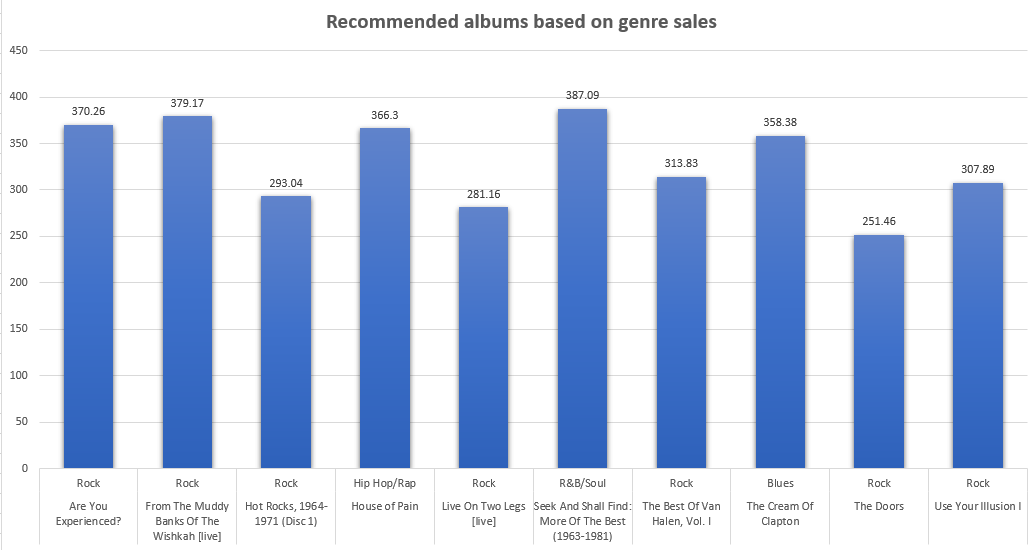 Recommended albums based on genre sales
450
400
350
300
250
200
150
100
50
0
370.26
379.17
293.04
366.3
281.16
387.09
313.83
358.38
251.46
307.89
Rock
Rock
Rock
Hip Hop/Rap
Rock
R&B/Soul
Rock
Blues
Rock
Rock
Are You
Experienced?
From The Muddy
Banks Of The
Wishkah [live]
Hot Rocks, 1964-
1971 (Disc 1)
House of Pain
Live On Two Legs
[live]
Seek And Shall Find:
More Of The Best
(1963-1981)
The Best Of Van
Halen, Vol. I
The Cream Of
Clapton
The Doors
Use Your Illusion I